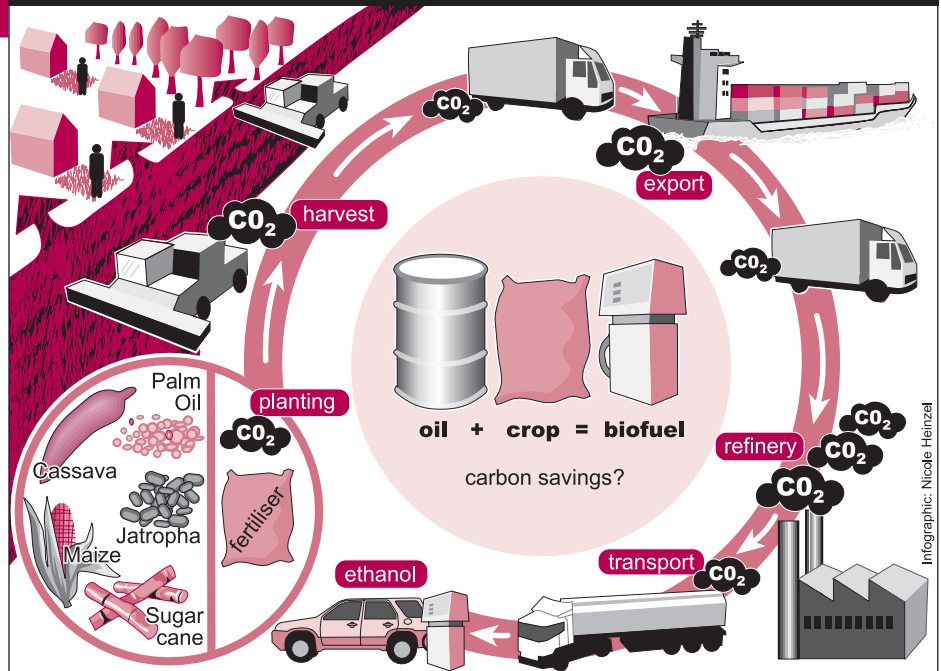 CO₂
CO₂
export
CO₂
harvest
CO₂
Palm
Oil
planting
CO₂
Cassava
Jatropha
Maize
Sugar
cane
fertiliser
oil + crop = biofuel
carbon savings?
refinery
CO₂
CO₂
CO₂
transport
CO₂
ethanol
Infographic: Nicole Heinzel